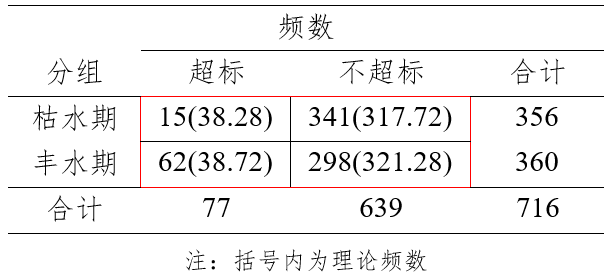 频数
分组 超标 不超标 合计
枯水期 15(38.28) 341(317.72) 356
丰水期 62(38.72) 298(321.28) 360
合计 77 639 716
注：括号内为理论频数